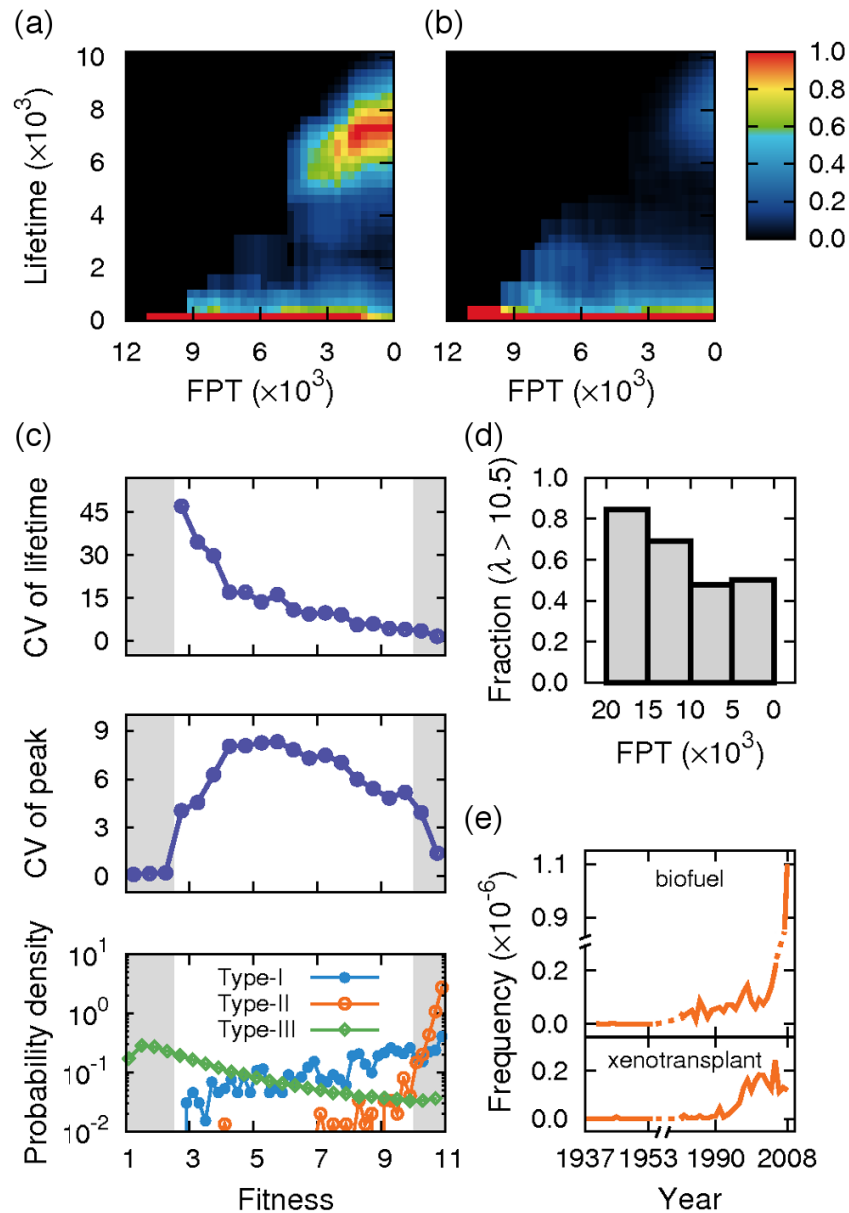 (a)
(b)
10
8
6
4
2
0
Lifetime (×10³)
12
9
6
3
0
FPT (×10³)
12
9
6
3
0
FPT (×10³)
1.0
0.8
0.6
0.4
0.2
0.0
(c)
45
30
15
0
CV of lifetime
9
6
3
0
CV of peak
10¹
10⁰
10⁻¹
10⁻²
Probability density
Type-I
Type-II
Type-III
1
3
5
7
9
11
Fitness
(d)
1.0
0.8
0.6
0.4
0.2
0.0
Fraction (λ > 10.5)
20
15
10
5
0
FPT (×10³)
(e)
1.1
0.9
0.2
0.0
biofuel
0.2
0.0
xenotransplant
Frequency (×10⁻⁶)
1937
1953
1990
2008
Year